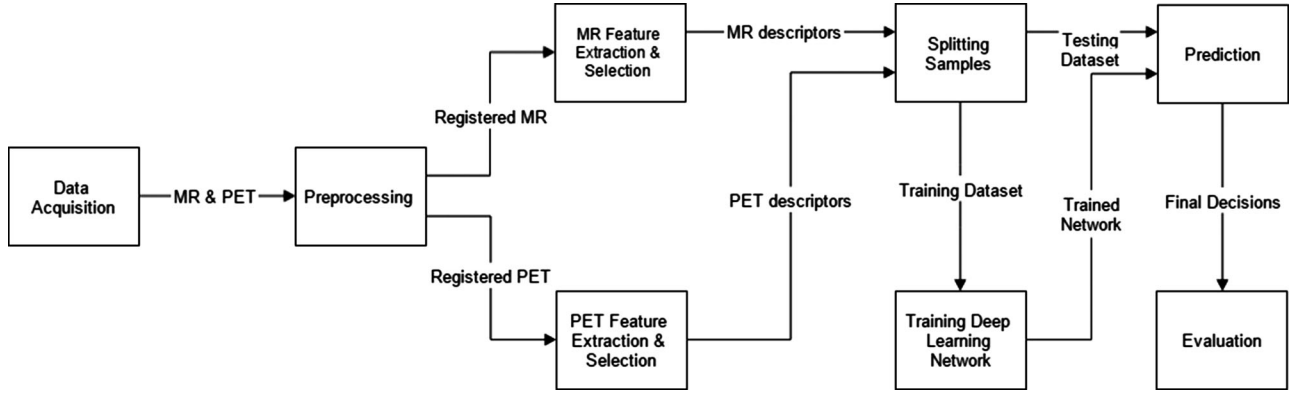 Data
Acquisition
MR & PET
Preprocessing
Registered MR
Registered PET
MR Feature
Extraction &
Selection
PET Feature
Extraction &
Selection
MR descriptors
PET descriptors
Splitting
Samples
Training Dataset
Training Deep
Learning
Network
Testing
Dataset
Trained
Network
Prediction
Final Decisions
Evaluation